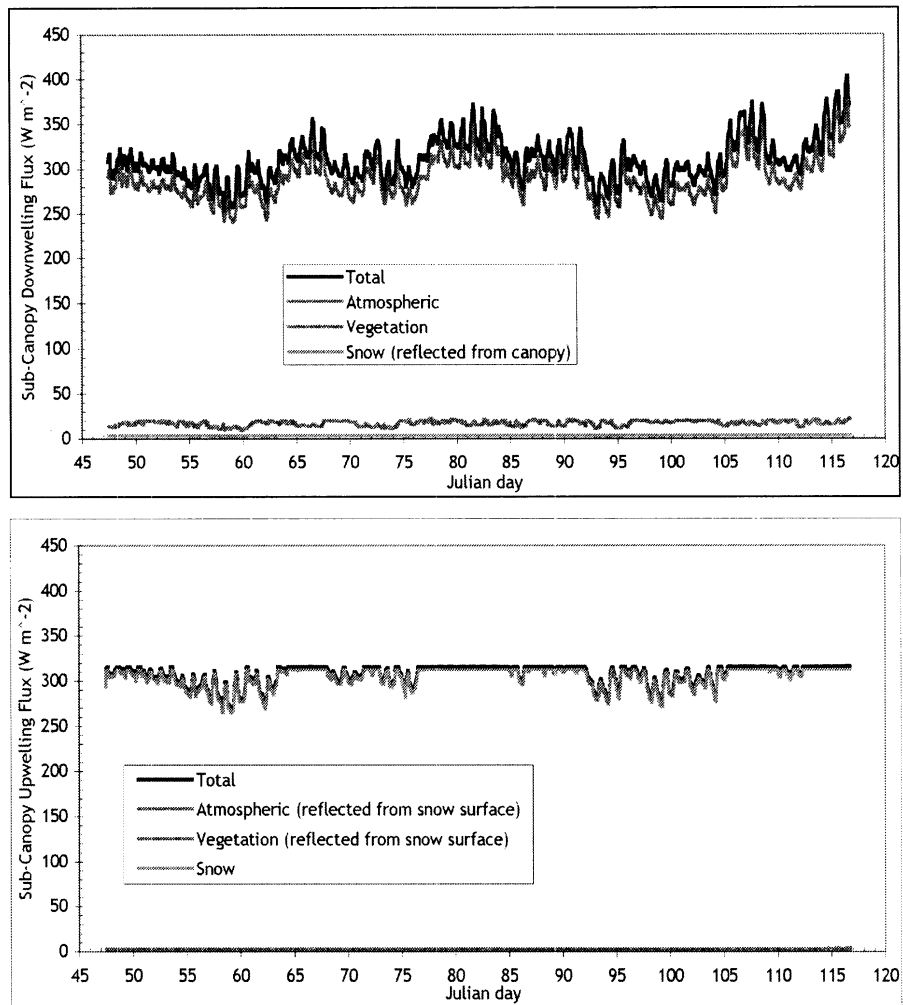 Sub-Canopy Downwelling Flux (W m^-2)
450
400
350
300
250
200
150
100
50
0
Total
Atmospheric
Vegetation
Snow (reflected from canopy)
45 50 55 60 65 70 75 80 85 90 95 100 105 110 115 120
Julian day
Sub-Canopy Upwelling Flux (W m^-2)
450
400
350
300
250
200
150
100
50
0
Total
Atmospheric (reflected from snow surface)
Vegetation (reflected from snow surface)
Snow
45 50 55 60 65 70 75 80 85 90 95 100 105 110 115 120
Julian day